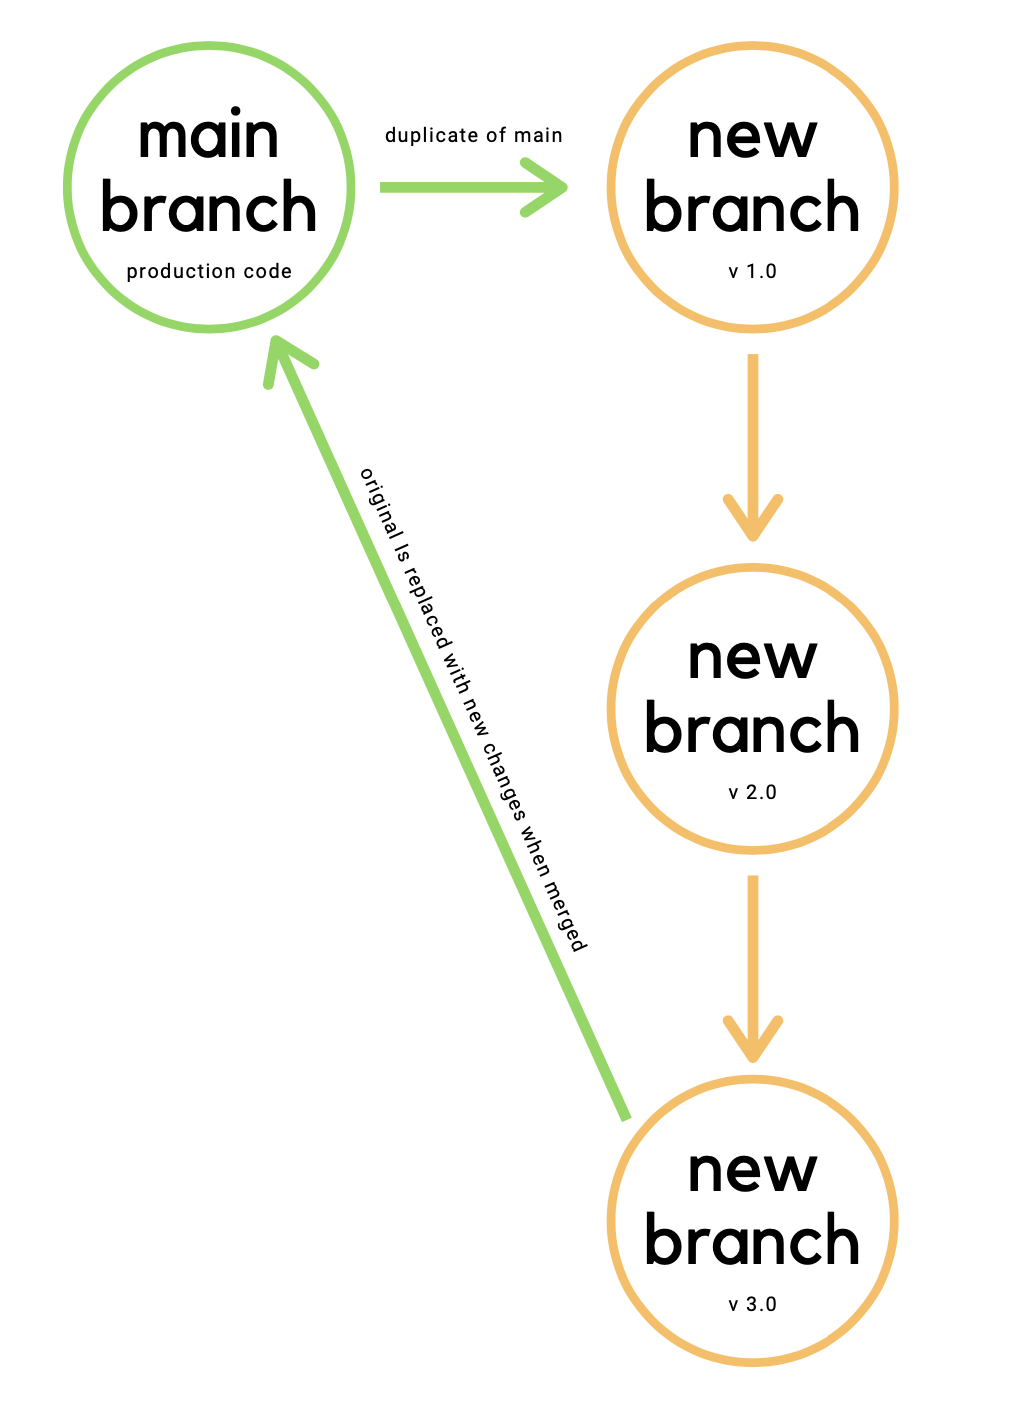 main
branch
production code
duplicate of main
new
branch
v 1.0
original Is replaced with new changes when merged
new
branch
v 2.0
new
branch
v 3.0